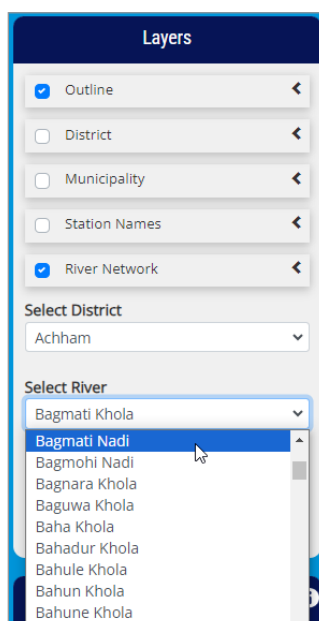 Layers
Outline
District
Municipality
Station Names
River Network
Select District
Achham
Select River
Bagmati Khola
Bagmati Nadi
Bagmohi Nadi
Bagnara Khola
Baguwa Khola
Baha Khola
Bahadur Khola
Bahule Khola
Bahun Khola
Bahune Khola